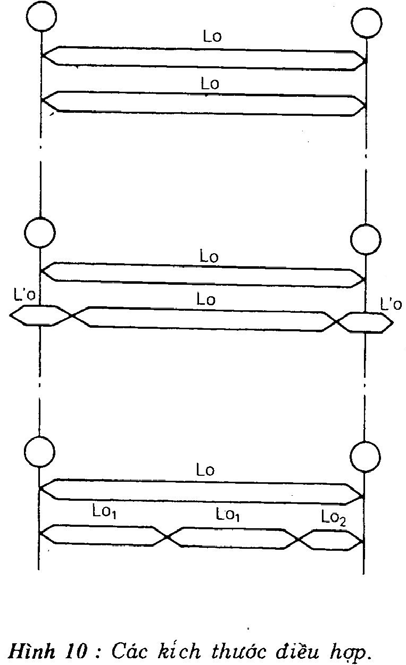 Lo
Lo
Lo
L'o
Lo
L'o
Lo
Lo₁
Lo₁
Lo₂
Hình 10 : Các kích thước điều hợp.